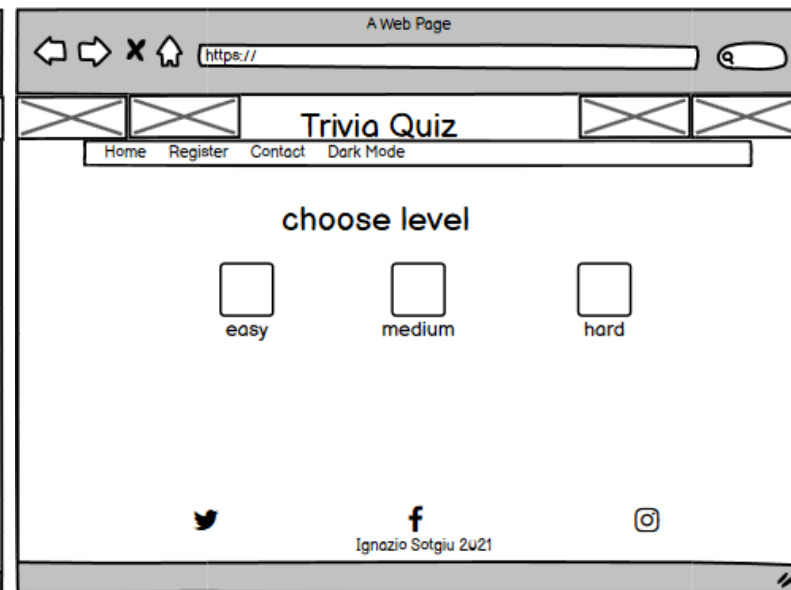 A Web Page
https://
Trivia Quiz
Home Register Contact Dark Mode
choose level
easy medium hard
Ignazio Sotgiu 2021